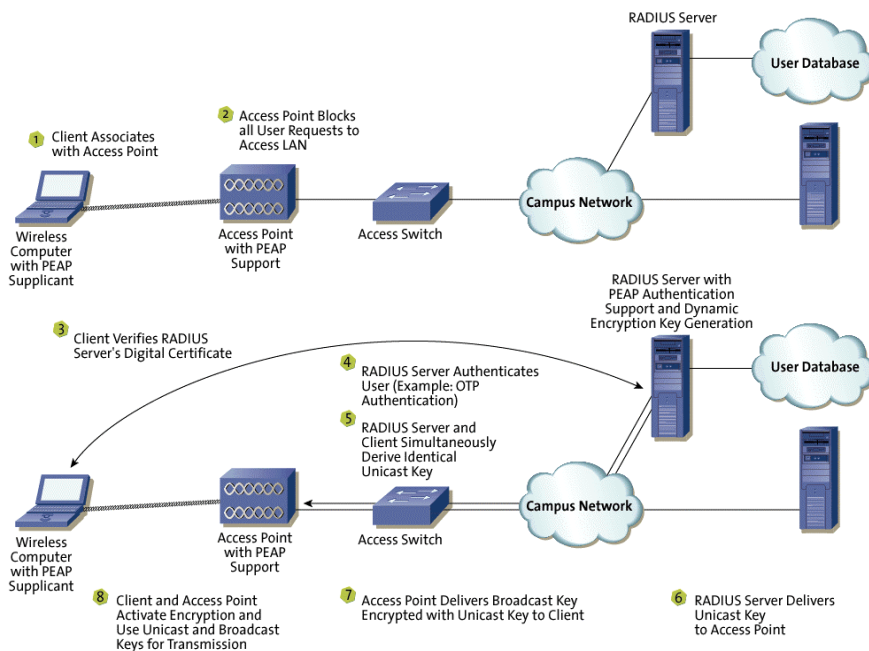 RADIUS Server
User Database
2 Access Point Blocks
all User Requests to
Access LAN
1 Client Associates
with Access Point
Campus Network
Wireless
Computer
with PEAP
Supplicant
Access Point
with PEAP
Support
Access Switch
RADIUS Server with
PEAP Authentication
Support and Dynamic
Encryption Key Generation
3 Client Verifies RADIUS
Server's Digital Certificate
4 RADIUS Server Authenticates
User (Example: OTP
Authentication)
User Database
5 RADIUS Server and
Client Simultaneously
Derive Identical
Unicast Key
Campus Network
Wireless
Computer
with PEAP
Supplicant
Access Point
with PEAP
Support
Access Switch
8 Client and Access Point
Activate Encryption and
Use Unicast and Broadcast
Keys for Transmission
7 Access Point Delivers Broadcast Key
Encrypted with Unicast Key to Client
6 RADIUS Server Delivers
Unicast Key
to Access Point